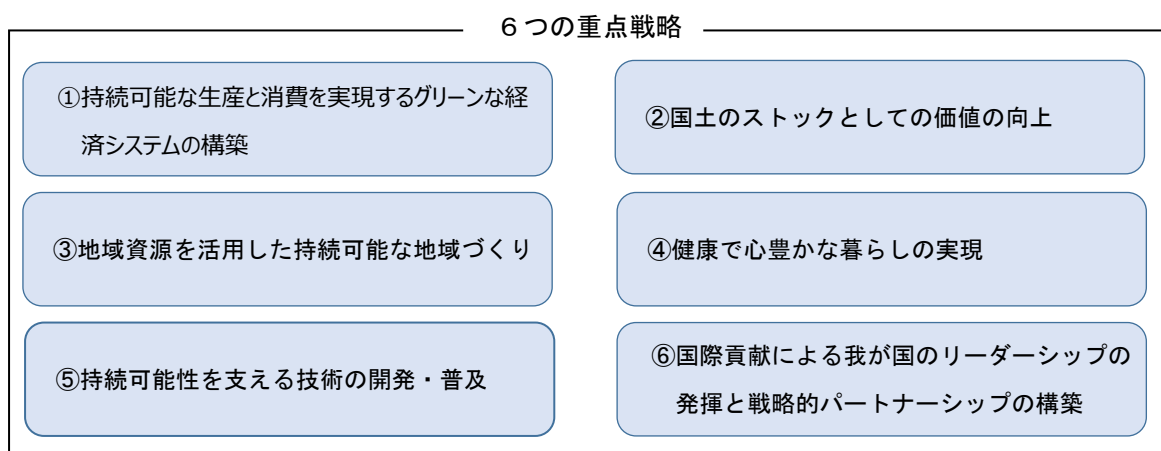 6つの重点戦略
①持続可能な生産と消費を実現するグリーンな経
済システムの構築
②国土のストックとしての価値の向上
③地域資源を活用した持続可能な地域づくり
④健康で心豊かな暮らしの実現
⑤持続可能性を支える技術の開発・普及
⑥国際貢献による我が国のリーダーシップの
発揮と戦略的パートナーシップの構築